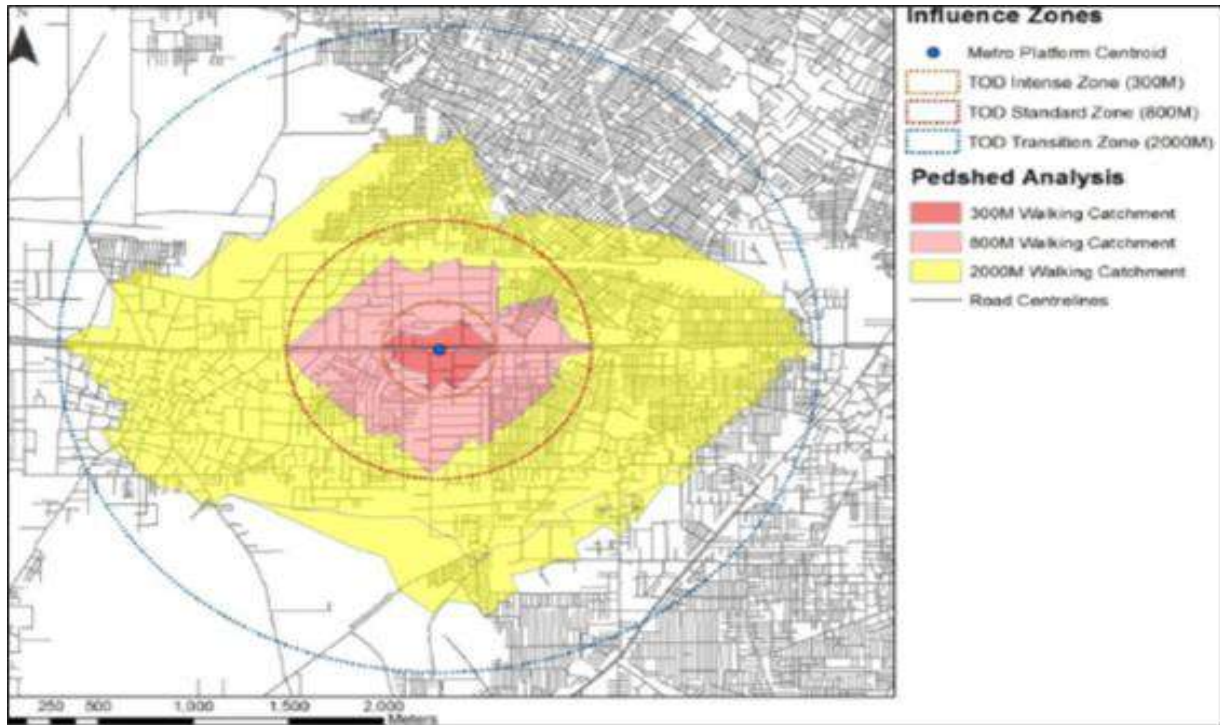 N
Influence Zones
Metro Platform Centroid
TOD Intense Zone (300M)
TOD Standard Zone (800M)
TOD Transition Zone (2000M)
Pedshed Analysis
300M Walking Catchment
800M Walking Catchment
2000M Walking Catchment
Road Centrelines
250 500 1.000 1.500 2.000
Meters